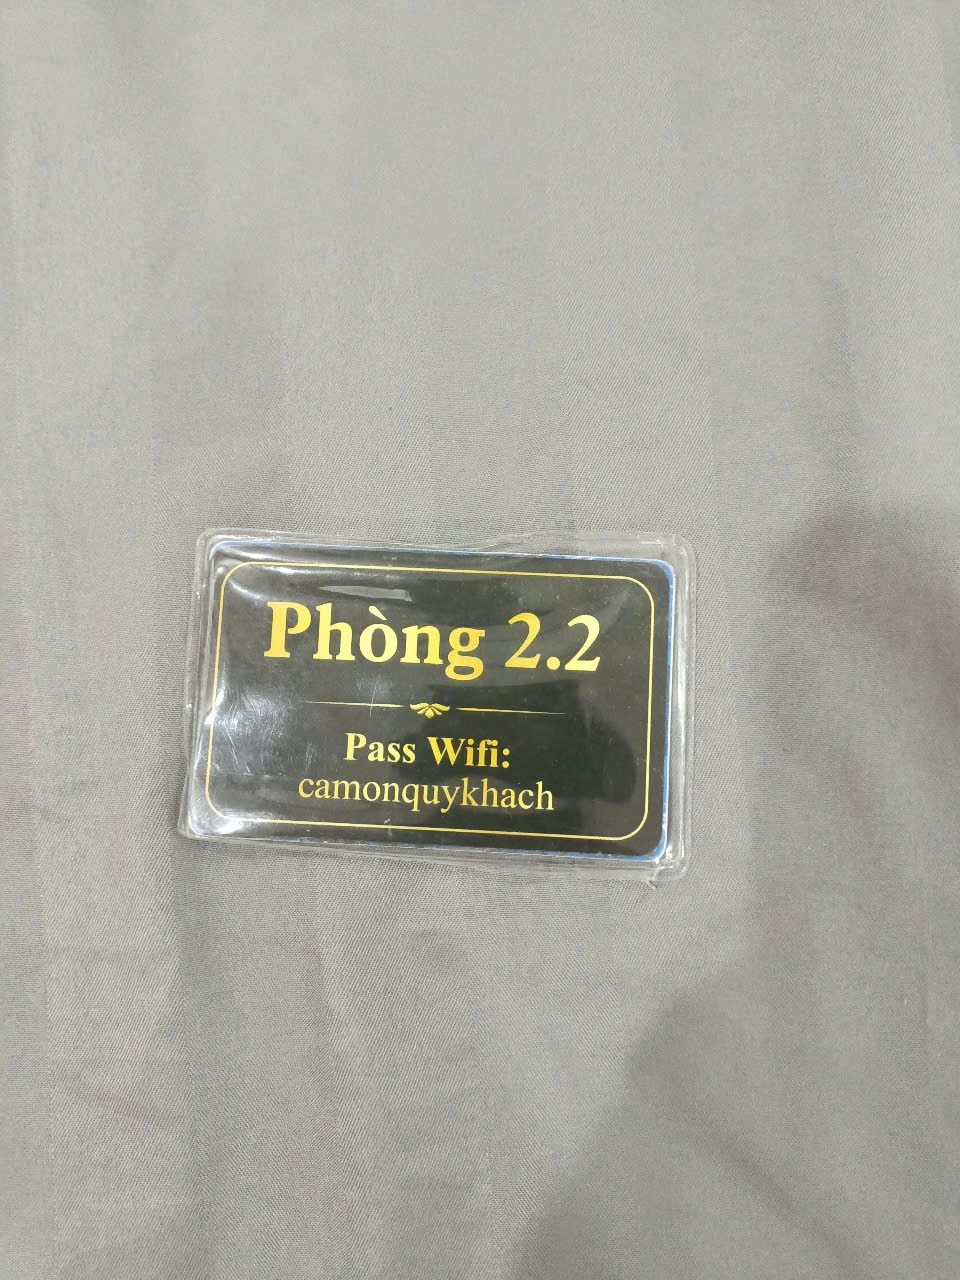 Phòng 2.2
Pass Wifi:
camonquykhach